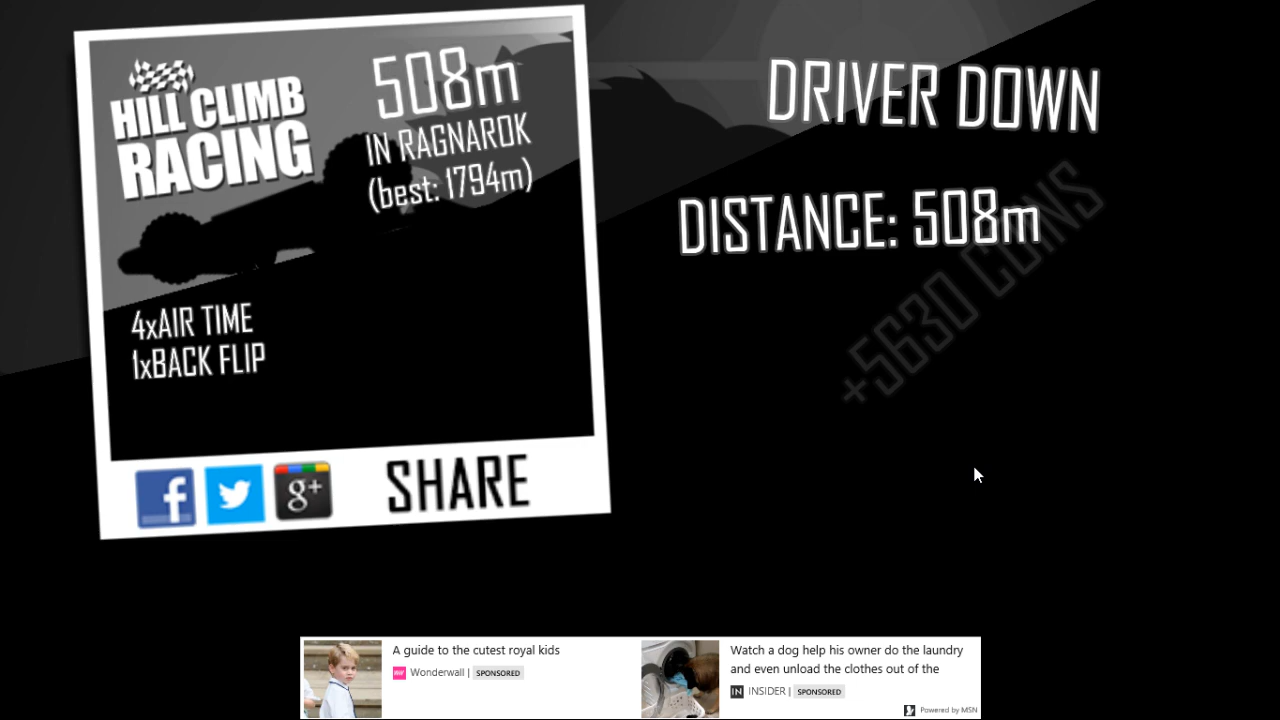 HILL CLIMB
RACING
508m
IN RAGNAROK
(best: 1794m)
4xAIR TIME
1xBACK FLIP
f
g+
SHARE
DRIVER DOWN
DISTANCE: 508m
+5630 COINS
A guide to the cutest royal kids
W Wonderwall | SPONSORED
Watch a dog help his owner do the laundry
and even unload the clothes out of the
IN INSIDER | SPONSORED
Powered by MSN